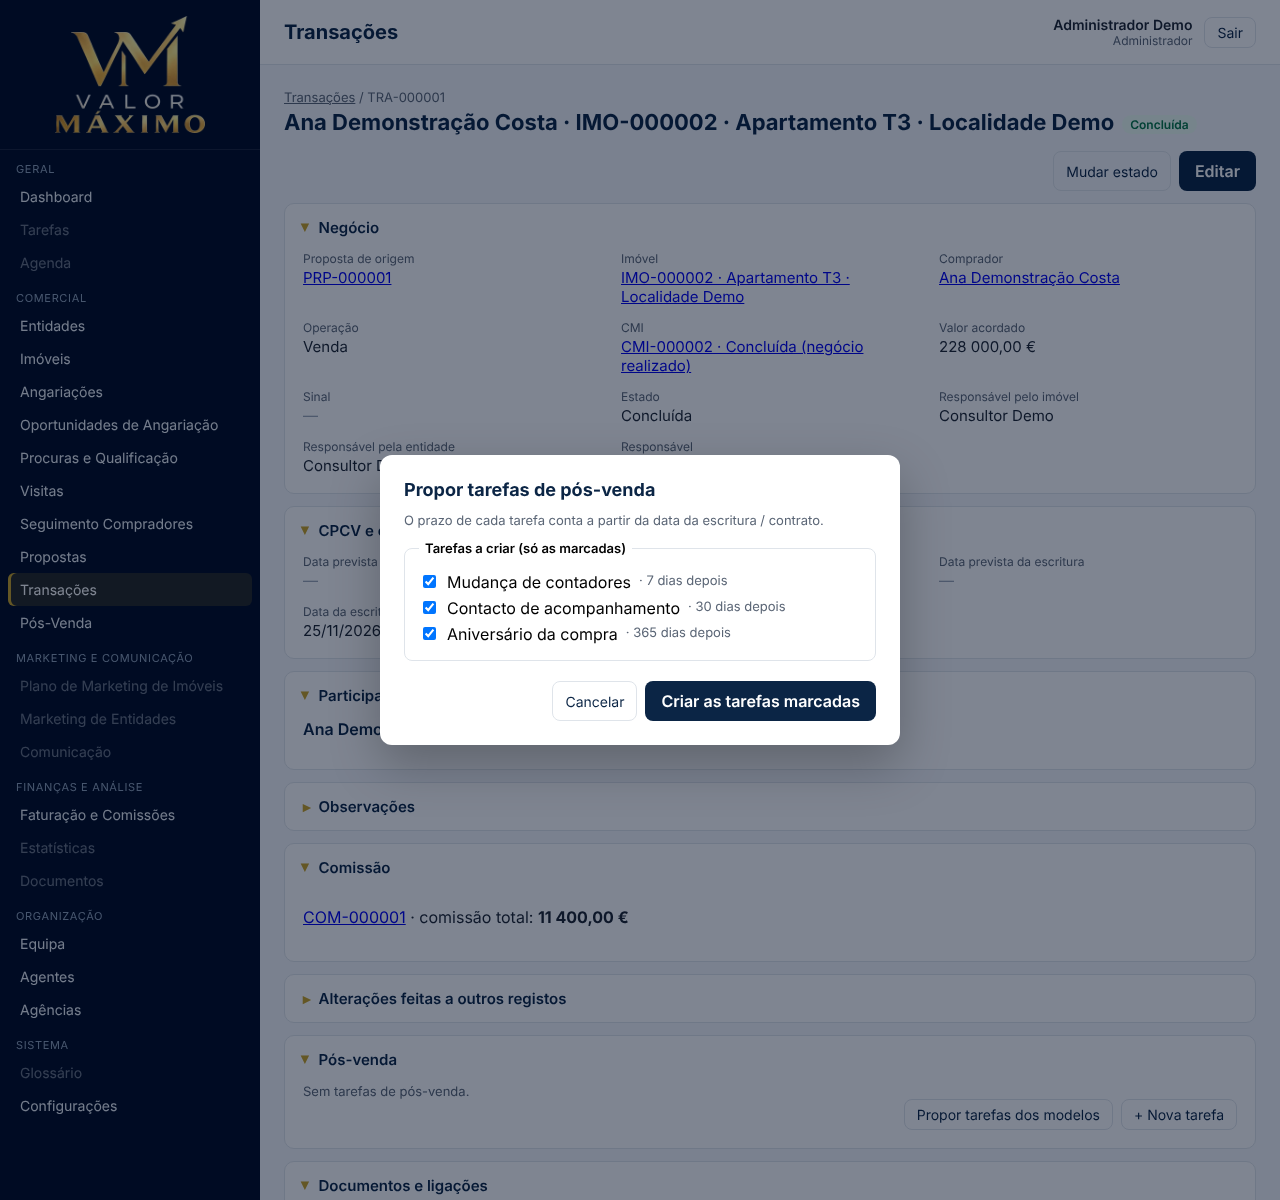 VM
VALOR
MÁXIMO
GERAL
Dashboard
Tarefas
Agenda
COMERCIAL
Entidades
Imóveis
Angariações
Oportunidades de Angariação
Procuras e Qualificação
Visitas
Seguimento Compradores
Propostas
Transações
Pós-Venda
MARKETING E COMUNICAÇÃO
Plano de Marketing de Imóveis
Marketing de Entidades
Comunicação
FINANÇAS E ANÁLISE
Faturação e Comissões
Estatísticas
Documentos
ORGANIZAÇÃO
Equipa
Agentes
Agências
SISTEMA
Glossário
Configurações
Transações
Administrador Demo
Administrador
Sair
Transações / TRA-000001
Ana Demonstração Costa · IMO-000002 · Apartamento T3 · Localidade Demo Concluída
Mudar estado Editar
▼ Negócio
Proposta de origem
PRP-000001
Imóvel
IMO-000002 · Apartamento T3 ·
Localidade Demo
Comprador
Ana Demonstração Costa
Operação
Venda
CMI
CMI-000002 · Concluída (negócio
realizado)
Valor acordado
228 000,00 €
Sinal
—
Estado
Concluída
Responsável pelo imóvel
Consultor Demo
Responsável pela entidade
Consultor
Responsável
▼ CPCV e
Data prevista
—
Data prevista da escritura
—
Data da
25/11/2026
Propor tarefas de pós-venda
O prazo de cada tarefa conta a partir da data da escritura / contrato.
Tarefas a criar (só as marcadas)
Mudança de contadores · 7 dias depois
Contacto de acompanhamento · 30 dias depois
Aniversário da compra · 365 dias depois
Cancelar Criar as tarefas marcadas
▼
Ana
▸ Observações
▼ Comissão
COM-000001 · comissão total: 11 400,00 €
▸ Alterações feitas a outros registos
▼ Pós-venda
Sem tarefas de pós-venda.
Propor tarefas dos modelos + Nova tarefa
▼ Documentos e ligações